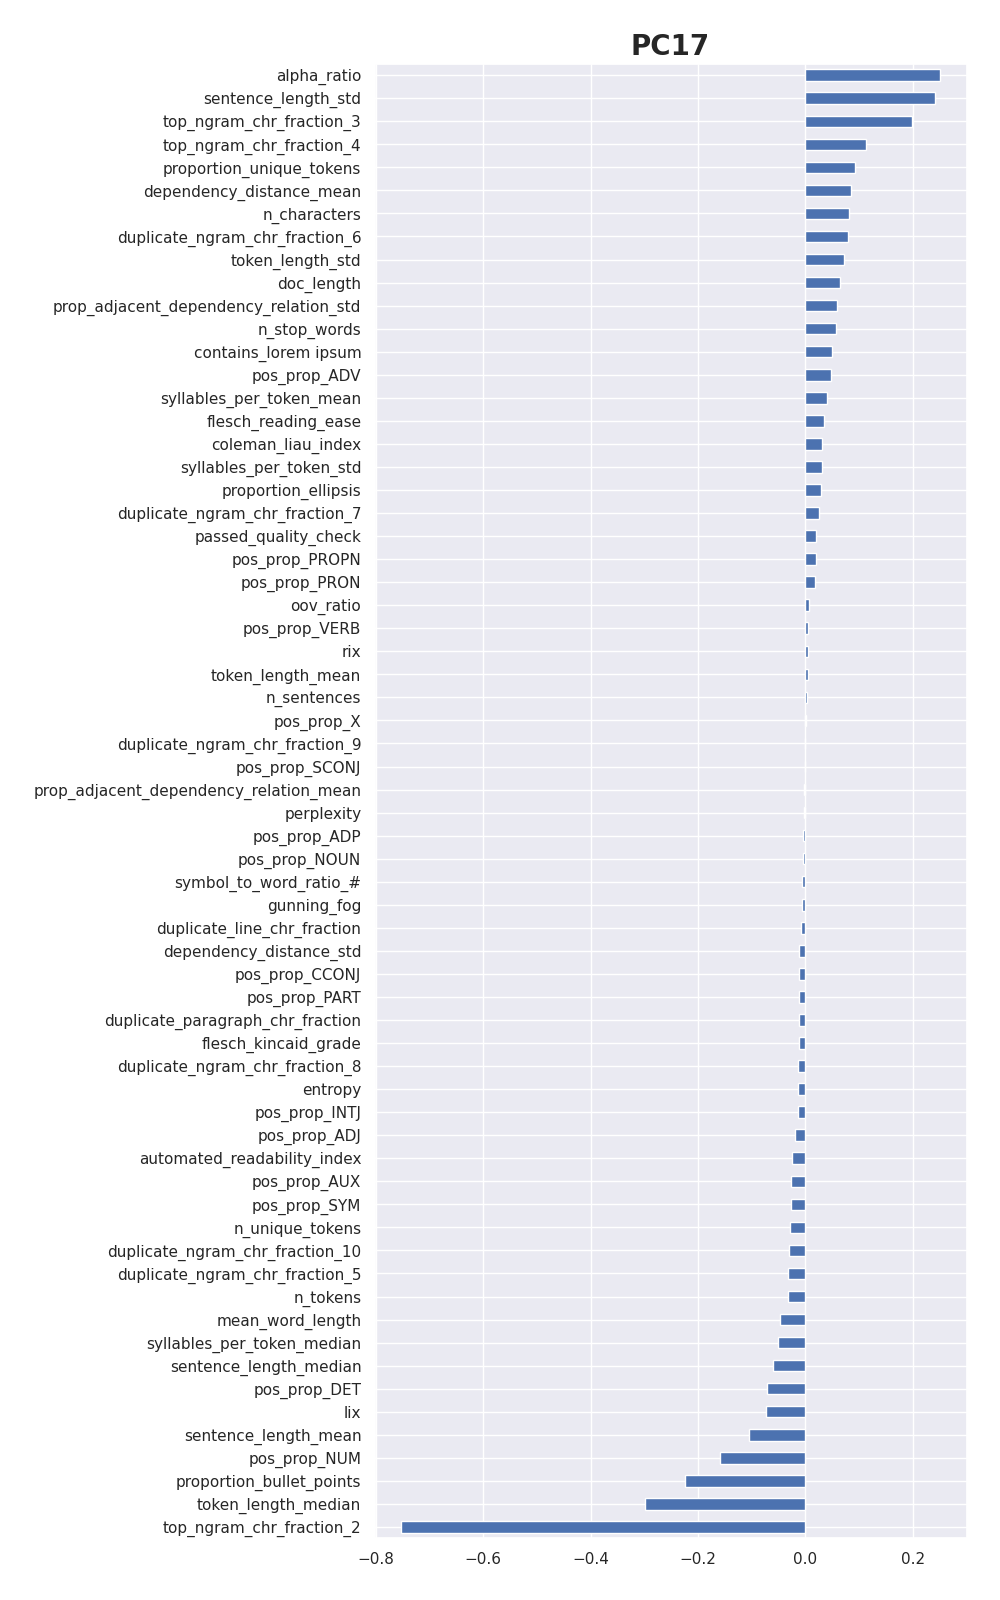 PC17
alpha_ratio
sentence_length_std
top_ngram_chr_fraction_3
top_ngram_chr_fraction_4
proportion_unique_tokens
dependency_distance_mean
n_characters
duplicate_ngram_chr_fraction_6
token_length_std
doc_length
prop_adjacent_dependency_relation_std
n_stop_words
contains_lorem ipsum
pos_prop_ADV
syllables_per_token_mean
flesch_reading_ease
coleman_liau_index
syllables_per_token_std
proportion_ellipsis
duplicate_ngram_chr_fraction_7
passed_quality_check
pos_prop_PROPN
pos_prop_PRON
oov_ratio
pos_prop_VERB
rix
token_length_mean
n_sentences
pos_prop_X
duplicate_ngram_chr_fraction_9
pos_prop_SCONJ
prop_adjacent_dependency_relation_mean
perplexity
pos_prop_ADP
pos_prop_NOUN
symbol_to_word_ratio_#
gunning_fog
duplicate_line_chr_fraction
dependency_distance_std
pos_prop_CCONJ
pos_prop_PART
duplicate_paragraph_chr_fraction
flesch_kincaid_grade
duplicate_ngram_chr_fraction_8
entropy
pos_prop_INTJ
pos_prop_ADJ
automated_readability_index
pos_prop_AUX
pos_prop_SYM
n_unique_tokens
duplicate_ngram_chr_fraction_10
duplicate_ngram_chr_fraction_5
n_tokens
mean_word_length
syllables_per_token_median
sentence_length_median
pos_prop_DET
lix
sentence_length_mean
pos_prop_NUM
proportion_bullet_points
token_length_median
top_ngram_chr_fraction_2
−0.8 −0.6 −0.4 −0.2 0.0 0.2